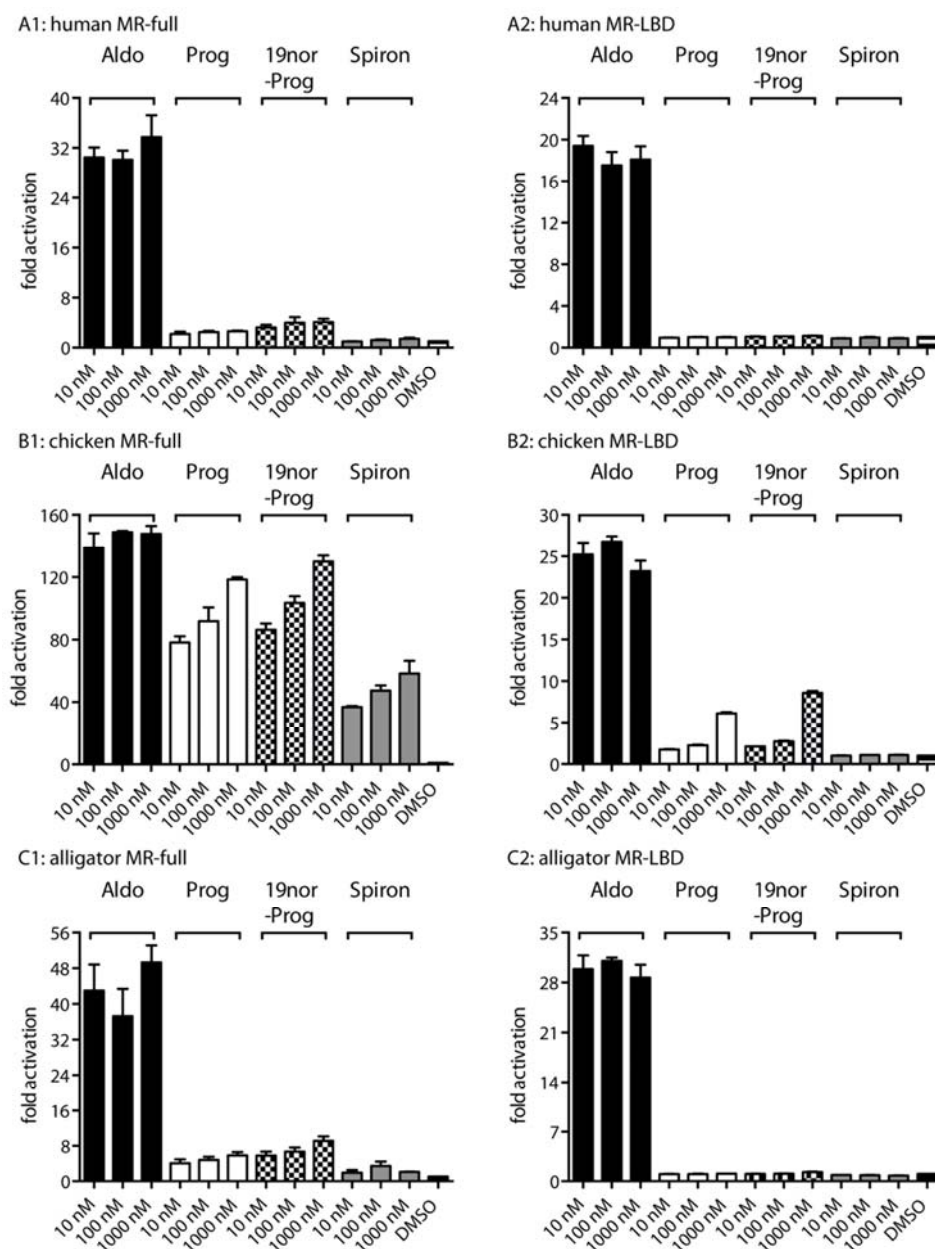 A1: human MR-full
Aldo Prog 19nor Spiron
-Prog
fold activation
40
32
24
16
8
0
10 nM 100 nM 1000 nM 10 nM 100 nM 1000 nM 10 nM 100 nM 1000 nM 10 nM 100 nM 1000 nM DMSO
A2: human MR-LBD
Aldo Prog 19nor Spiron
-Prog
fold activation
24
20
16
12
8
4
0
10 nM 100 nM 1000 nM 10 nM 100 nM 1000 nM 10 nM 100 nM 1000 nM 10 nM 100 nM 1000 nM DMSO
B1: chicken MR-full
Aldo Prog 19nor Spiron
-Prog
fold activation
160
120
80
40
0
10 nM 100 nM 1000 nM 10 nM 100 nM 1000 nM 10 nM 100 nM 1000 nM 10 nM 100 nM 1000 nM DMSO
B2: chicken MR-LBD
Aldo Prog 19nor Spiron
-Prog
fold activation
30
25
20
15
10
5
0
10 nM 100 nM 1000 nM 10 nM 100 nM 1000 nM 10 nM 100 nM 1000 nM 10 nM 100 nM 1000 nM DMSO
C1: alligator MR-full
Aldo Prog 19nor Spiron
-Prog
fold activation
56
48
40
32
24
16
8
0
10 nM 100 nM 1000 nM 10 nM 100 nM 1000 nM 10 nM 100 nM 1000 nM 10 nM 100 nM 1000 nM DMSO
C2: alligator MR-LBD
Aldo Prog 19nor Spiron
-Prog
fold activation
35
28
21
14
7
0
10 nM 100 nM 1000 nM 10 nM 100 nM 1000 nM 10 nM 100 nM 1000 nM 10 nM 100 nM 1000 nM DMSO